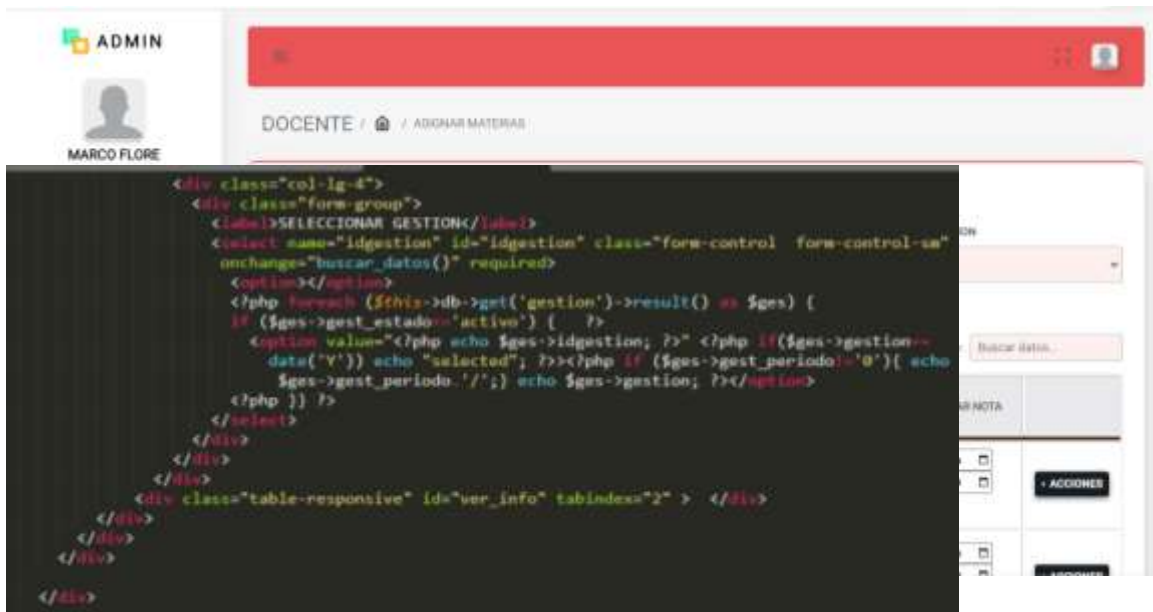 ADMIN
MARCO FLORE
DOCENTE / / ASIGNAR MATERIAS
<div class="col-lg-4">
<div class="form-group">
<label>SELECCIONAR GESTION</label>
<select name="idgestion" id="idgestion" class="form-control form-control-sm"
onchange="buscar_datos()" required>
<option></option>
<?php foreach ($this->db->get('gestion')->result() as $ges) {
if ($ges->gest_estado=='activo') { ?>
<option value="<?php echo $ges->idgestion; ?>" <?php if($ges->gestion==
date('Y')) echo "selected"; ?>><?php if ($ges->gest_periodo!='0'){ echo
$ges->gest_periodo.'/';} echo $ges->gestion; ?></option>
<?php }} ?>
</select>
</div>
</div>
</div>
<div class="table-responsive" id="ver_info" tabindex="2" > </div>
</div>
</div>
</div>
</div>
ION
Buscar datos...
AR NOTA
+ ACCIONES
+ ACCIONES